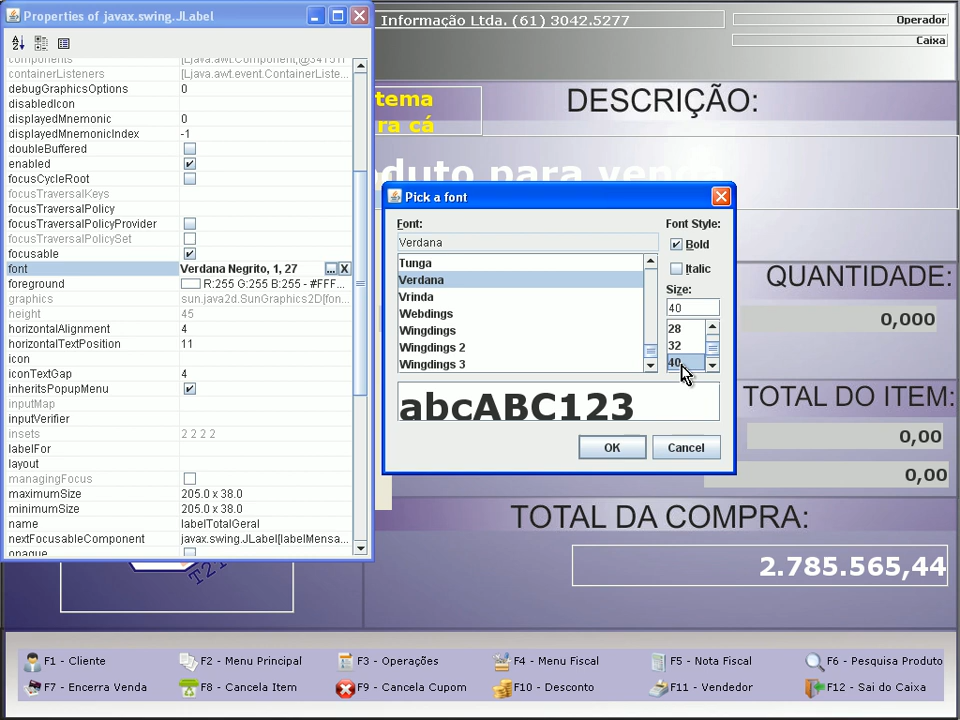 Properties of javax.swing.JLabel
components [Ljava.awt.Component;@341511
containerListeners [Ljava.awt.event.ContainerListe...
debugGraphicsOptions 0
disabledIcon
displayedMnemonic 0
displayedMnemonicIndex -1
doubleBuffered
enabled
focusCycleRoot
focusTraversalKeys
focusTraversalPolicy
focusTraversalPolicyProvider
focusTraversalPolicySet
focusable
font Verdana Negrito, 1, 27 ... X
foreground R:255 G:255 B:255 - #FFF...
graphics sun.java2d.SunGraphics2D[fon...
height 45
horizontalAlignment 4
horizontalTextPosition 11
icon
iconTextGap 4
inheritsPopupMenu
inputMap
inputVerifier
insets 2 2 2 2
labelFor
layout
managingFocus
maximumSize 205.0 x 38.0
minimumSize 205.0 x 38.0
name labelTotalGeral
nextFocusableComponent javax.swing.JLabel[labelMensa...
opaque
Informação Ltda. (61) 3042.5277
Operador
Caixa
tema
ra cá
DESCRIÇÃO:
duto para ven
Pick a font
Font:
Verdana
Tunga
Verdana
Vrinda
Webdings
Wingdings
Wingdings 2
Wingdings 3
Font Style:
Bold
Italic
Size:
40
28
32
40
abcABC123
OK Cancel
QUANTIDADE:
0,000
TOTAL DO ITEM:
0,00
0,00
TOTAL DA COMPRA:
2.785.565,44
F1 - Cliente F2 - Menu Principal F3 - Operações F4 - Menu Fiscal F5 - Nota Fiscal F6 - Pesquisa Produto
F7 - Encerra Venda F8 - Cancela Item F9 - Cancela Cupom F10 - Desconto F11 - Vendedor F12 - Sai do Caixa